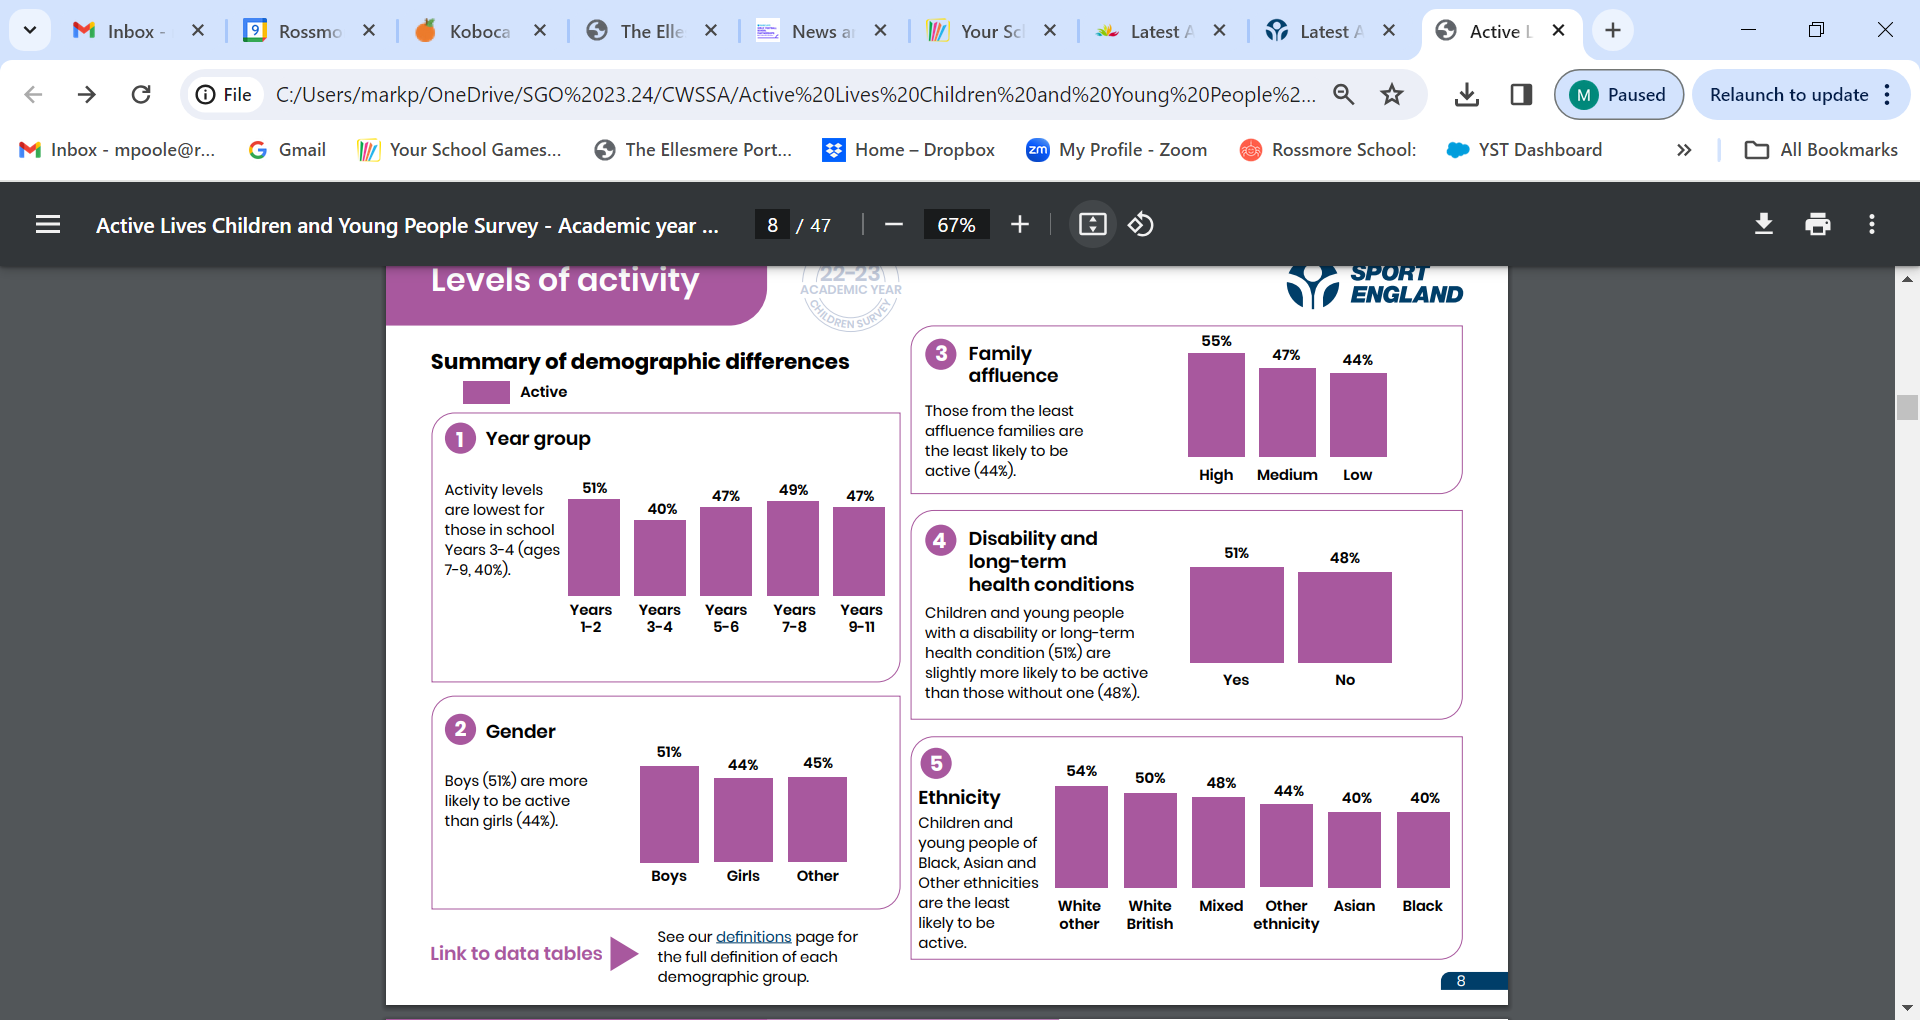 Inbox -
9
Rossmo
Koboca
The Elle
News a
Your Sc
Latest A
Latest A
Active L
File
C:/Users/markp/OneDrive/SGO%2023.24/CWSSA/Active%20Lives%20Children%20and%20Young%20People%2...
M
Paused
Relaunch to update
Inbox - mpoole@r...
Gmail
Your School Games...
The Ellesmere Port...
Home – Dropbox
zm
My Profile - Zoom
Rossmore School:
YST Dashboard
All Bookmarks
Active Lives Children and Young People Survey - Academic year ...
8 / 47
67%
Levels of activity
22-23
ACADEMIC YEAR
CHILDREN SURVEY
SPORT
ENGLAND
Summary of demographic differences
Active
1 Year group
Activity levels
are lowest for
those in school
Years 3-4 (ages
7-9, 40%).
51%
40%
47%
49%
47%
Years
1-2
Years
3-4
Years
5-6
Years
7-8
Years
9-11
2 Gender
Boys (51%) are more
likely to be active
than girls (44%).
51%
44%
45%
Boys
Girls
Other
Link to data tables
See our definitions page for
the full definition of each
demographic group.
3 Family
affluence
Those from the least
affluence families are
the least likely to be
active (44%).
55%
47%
44%
High
Medium
Low
4 Disability and
long-term
health conditions
Children and young people
with a disability or long-term
health condition (51%) are
slightly more likely to be active
than those without one (48%).
51%
48%
Yes
No
5
Ethnicity
Children and
young people of
Black, Asian and
Other ethnicities
are the least
likely to be
active.
54%
50%
48%
44%
40%
40%
White
other
White
British
Mixed
Other
ethnicity
Asian
Black
8